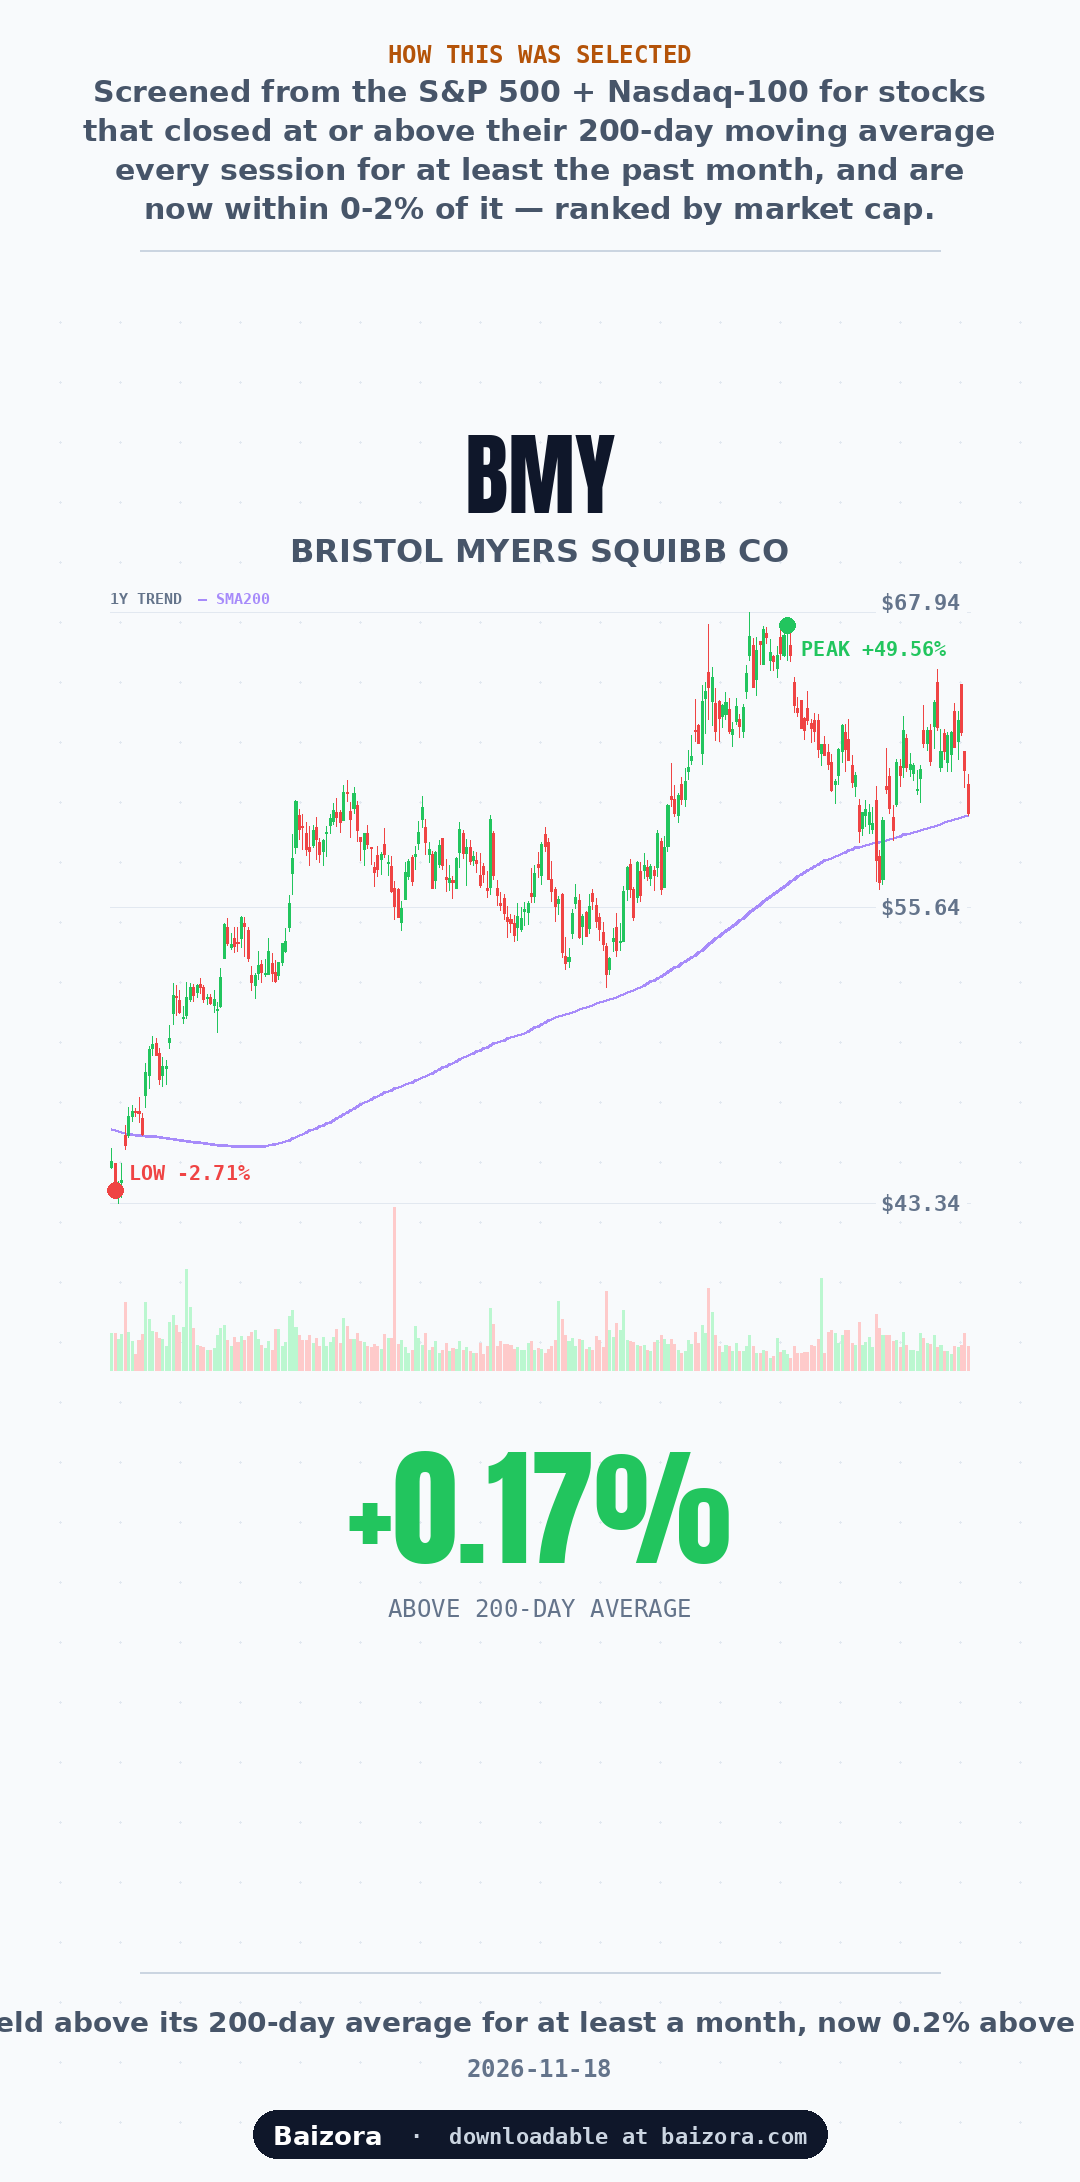 HOW THIS WAS SELECTED
Screened from the S&P 500 + Nasdaq-100 for stocks
that closed at or above their 200-day moving average
every session for at least the past month, and are
now within 0-2% of it — ranked by market cap.
BMY
BRISTOL MYERS SQUIBB CO
1Y TREND — SMA200
$67.94
PEAK +49.56%
$55.64
LOW -2.71%
$43.34
+0.17%
ABOVE 200-DAY AVERAGE
eld above its 200-day average for at least a month, now 0.2% above
2026-11-18
Baizora · downloadable at baizora.com